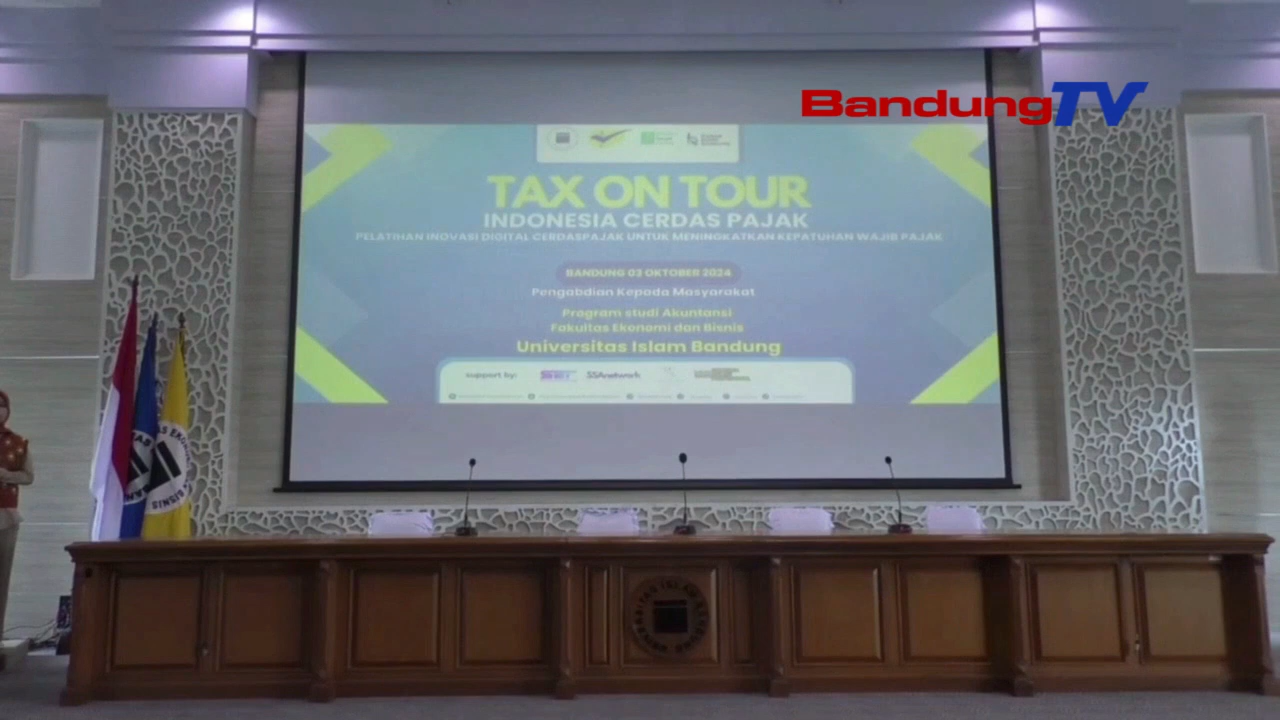 BandungTV
TAX ON TOUR
INDONESIA CERDAS PAJAK
PELATIHAN INOVASI DIGITAL CERDASPAJAK UNTUK MENINGKATKAN KEPATUHAN WAJIB PAJAK
BANDUNG 03 OKTOBER 2024
Pengabdian Kepada Masyarakat
Program studi Akuntansi
Fakultas Ekonomi dan Bisnis
Universitas Islam Bandung
support by:
SSAnetwork